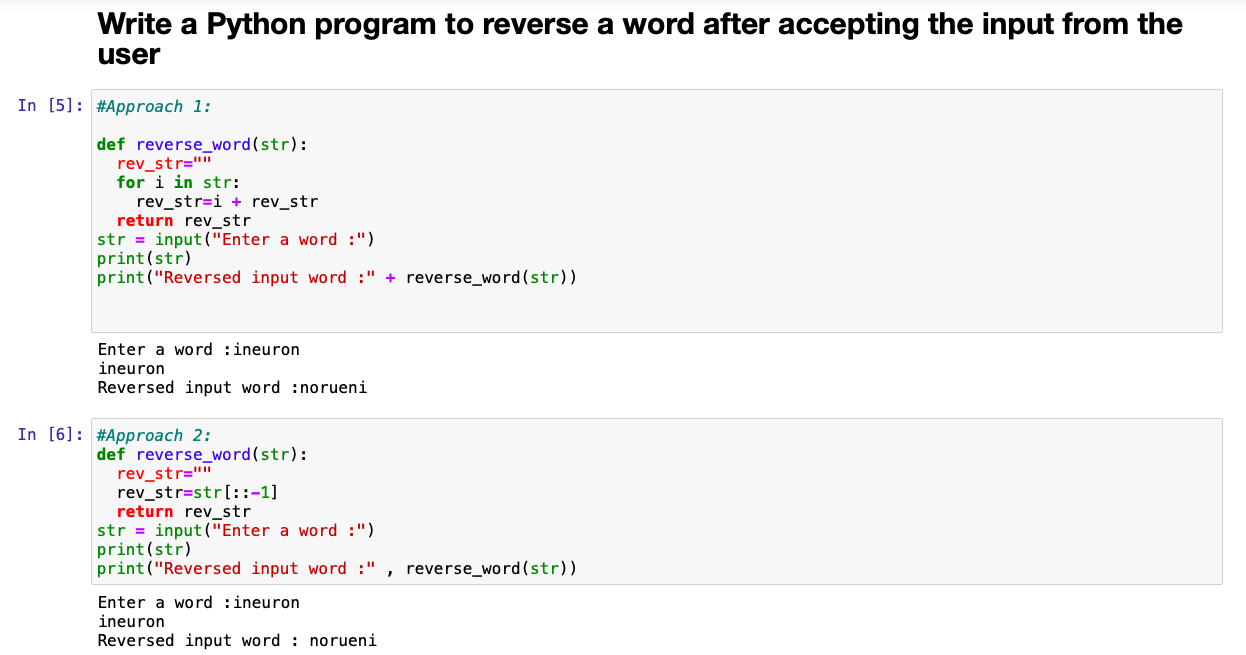 Write a Python program to reverse a word after accepting the input from the
user
In [5]: #Approach 1:
def reverse_word(str):
  rev_str=""
  for i in str:
    rev_str=i + rev_str
  return rev_str
str = input("Enter a word :")
print(str)
print("Reversed input word :" + reverse_word(str))
Enter a word :ineuron
ineuron
Reversed input word :norueni
In [6]: #Approach 2:
def reverse_word(str):
  rev_str=""
  rev_str=str[::-1]
  return rev_str
str = input("Enter a word :")
print(str)
print("Reversed input word :" , reverse_word(str))
Enter a word :ineuron
ineuron
Reversed input word : norueni